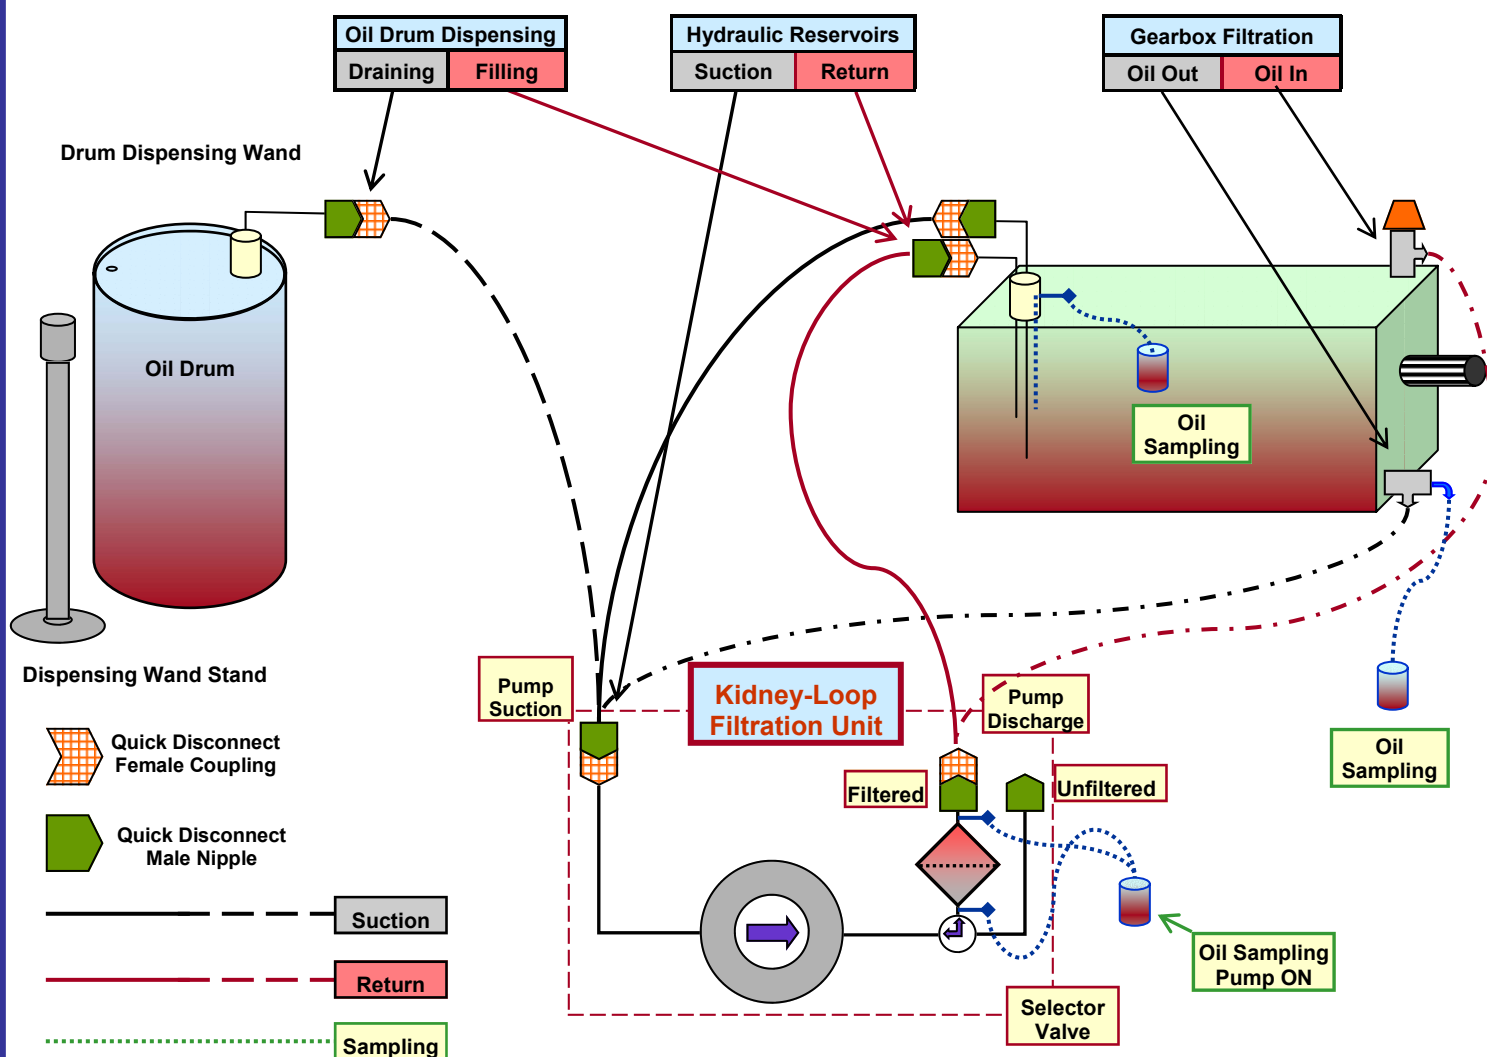 Oil Drum Dispensing
Draining
Filling
Hydraulic Reservoirs
Suction
Return
Gearbox Filtration
Oil Out
Oil In
Drum Dispensing Wand
Oil Drum
Oil
Sampling
Dispensing Wand Stand
Pump
Suction
Kidney-Loop
Filtration Unit
Pump
Discharge
Oil
Sampling
Quick Disconnect
Female Coupling
Filtered
Unfiltered
Quick Disconnect
Male Nipple
Suction
Oil Sampling
Pump ON
Return
Selector
Valve
Sampling